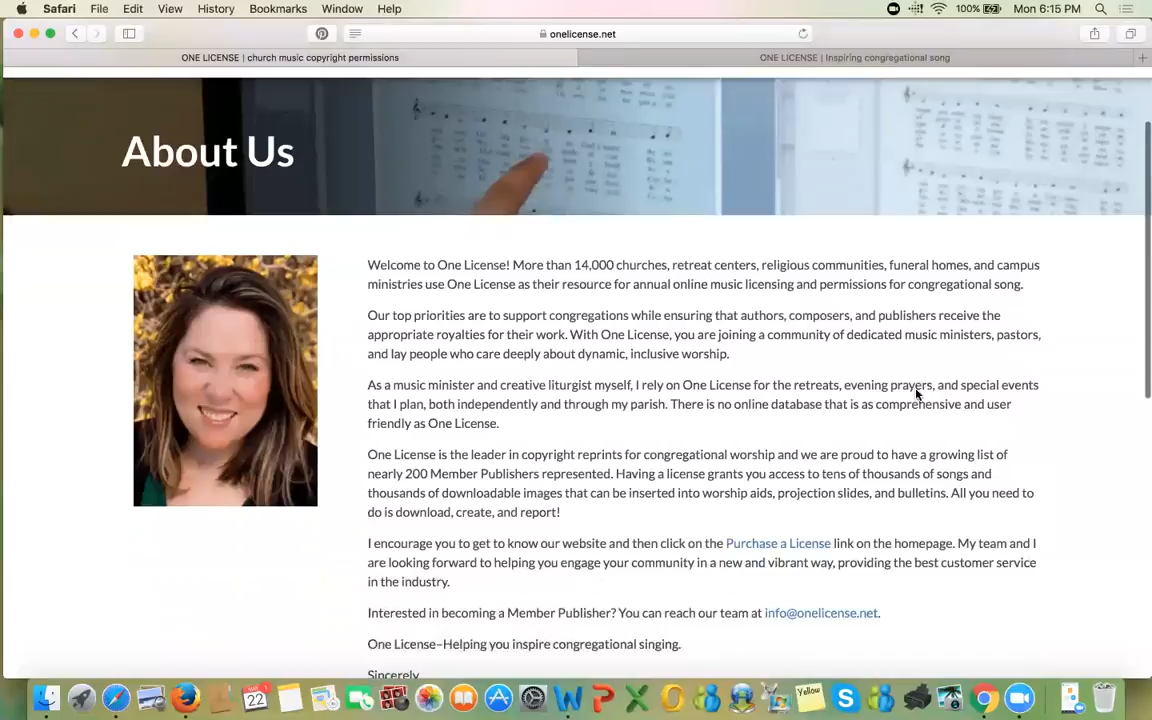 Safari File Edit View History Bookmarks Window Help 100% Mon 6:15 PM
onelicense.net
ONE LICENSE | church music copyright permissions ONE LICENSE | Inspiring congregational song
About Us
Welcome to One License! More than 14,000 churches, retreat centers, religious communities, funeral homes, and campus
ministries use One License as their resource for annual online music licensing and permissions for congregational song.
Our top priorities are to support congregations while ensuring that authors, composers, and publishers receive the
appropriate royalties for their work. With One License, you are joining a community of dedicated music ministers, pastors,
and lay people who care deeply about dynamic, inclusive worship.
As a music minister and creative liturgist myself, I rely on One License for the retreats, evening prayers, and special events
that I plan, both independently and through my parish. There is no online database that is as comprehensive and user
friendly as One License.
One License is the leader in copyright reprints for congregational worship and we are proud to have a growing list of
nearly 200 Member Publishers represented. Having a license grants you access to tens of thousands of songs and
thousands of downloadable images that can be inserted into worship aids, projection slides, and bulletins. All you need to
do is download, create, and report!
I encourage you to get to know our website and then click on the Purchase a License link on the homepage. My team and I
are looking forward to helping you engage your community in a new and vibrant way, providing the best customer service
in the industry.
Interested in becoming a Member Publisher? You can reach our team at info@onelicense.net.
One License–Helping you inspire congregational singing.
Sincerely
22
Yellow